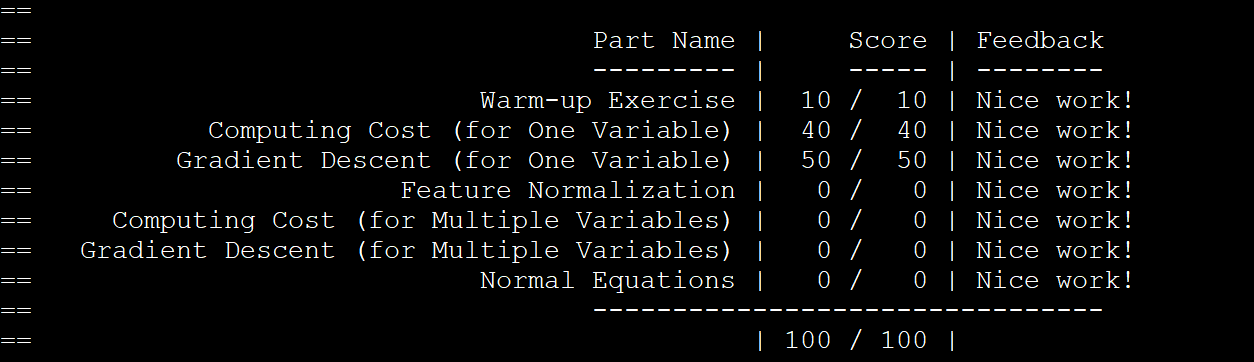 ==
== Part Name | Score | Feedback
== --------- | ----- | --------
== Warm-up Exercise | 10 / 10 | Nice work!
== Computing Cost (for One Variable) | 40 / 40 | Nice work!
== Gradient Descent (for One Variable) | 50 / 50 | Nice work!
== Feature Normalization | 0 / 0 | Nice work!
== Computing Cost (for Multiple Variables) | 0 / 0 | Nice work!
== Gradient Descent (for Multiple Variables) | 0 / 0 | Nice work!
== Normal Equations | 0 / 0 | Nice work!
== --------------------------------
== | 100 / 100 |